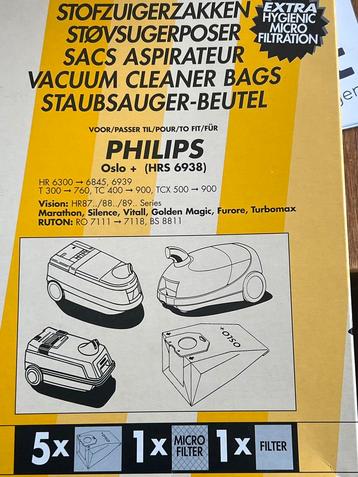 STOFZUIGERZAKKEN
STØVSUGERPOSER
SACS ASPIRATEUR
VACUUM CLEANER BAGS
STAUBSAUGER-BEUTEL
EXTRA
HYGIENIC
MICRO
FILTRATION
VOOR/PASSER TIL/POUR/TO FIT/FÜR
PHILIPS
Oslo + (HRS 6938)
HR 6300 → 6845, 6939
T 300 → 760, TC 400 → 900, TCX 500 → 900
Vision: HR87../88../89.. Series
Marathon, Silence, Vitall, Golden Magic, Furore, Turbomax
RUTON: RO 7111 → 7118, BS 8811
OSLO+
5x
1x MICRO FILTER
1x FILTER